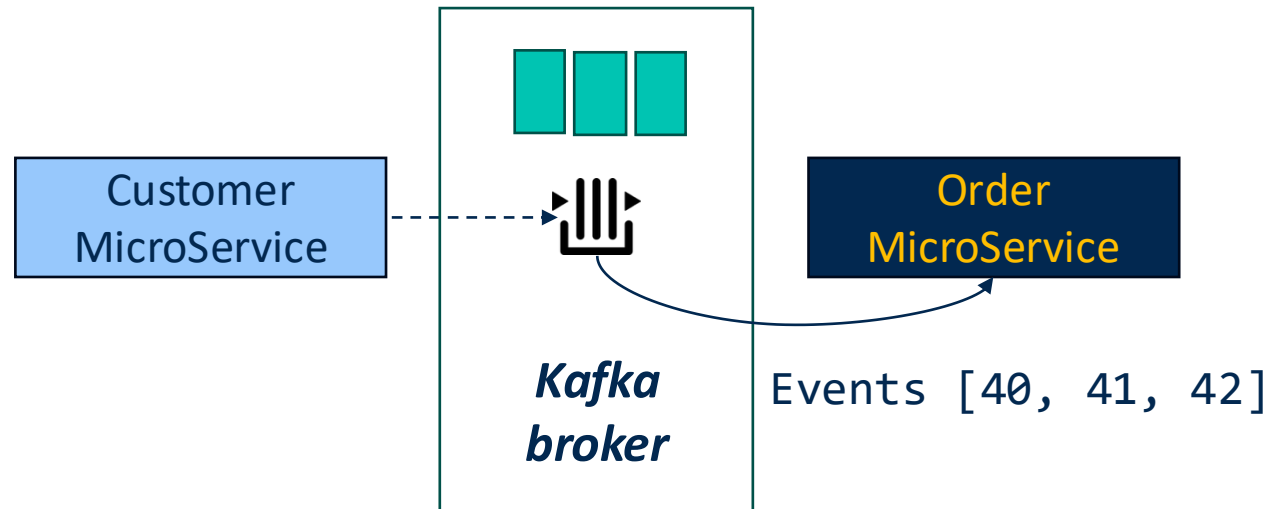 Customer
MicroService
Order
MicroService
Kafka
broker
Events [40, 41, 42]